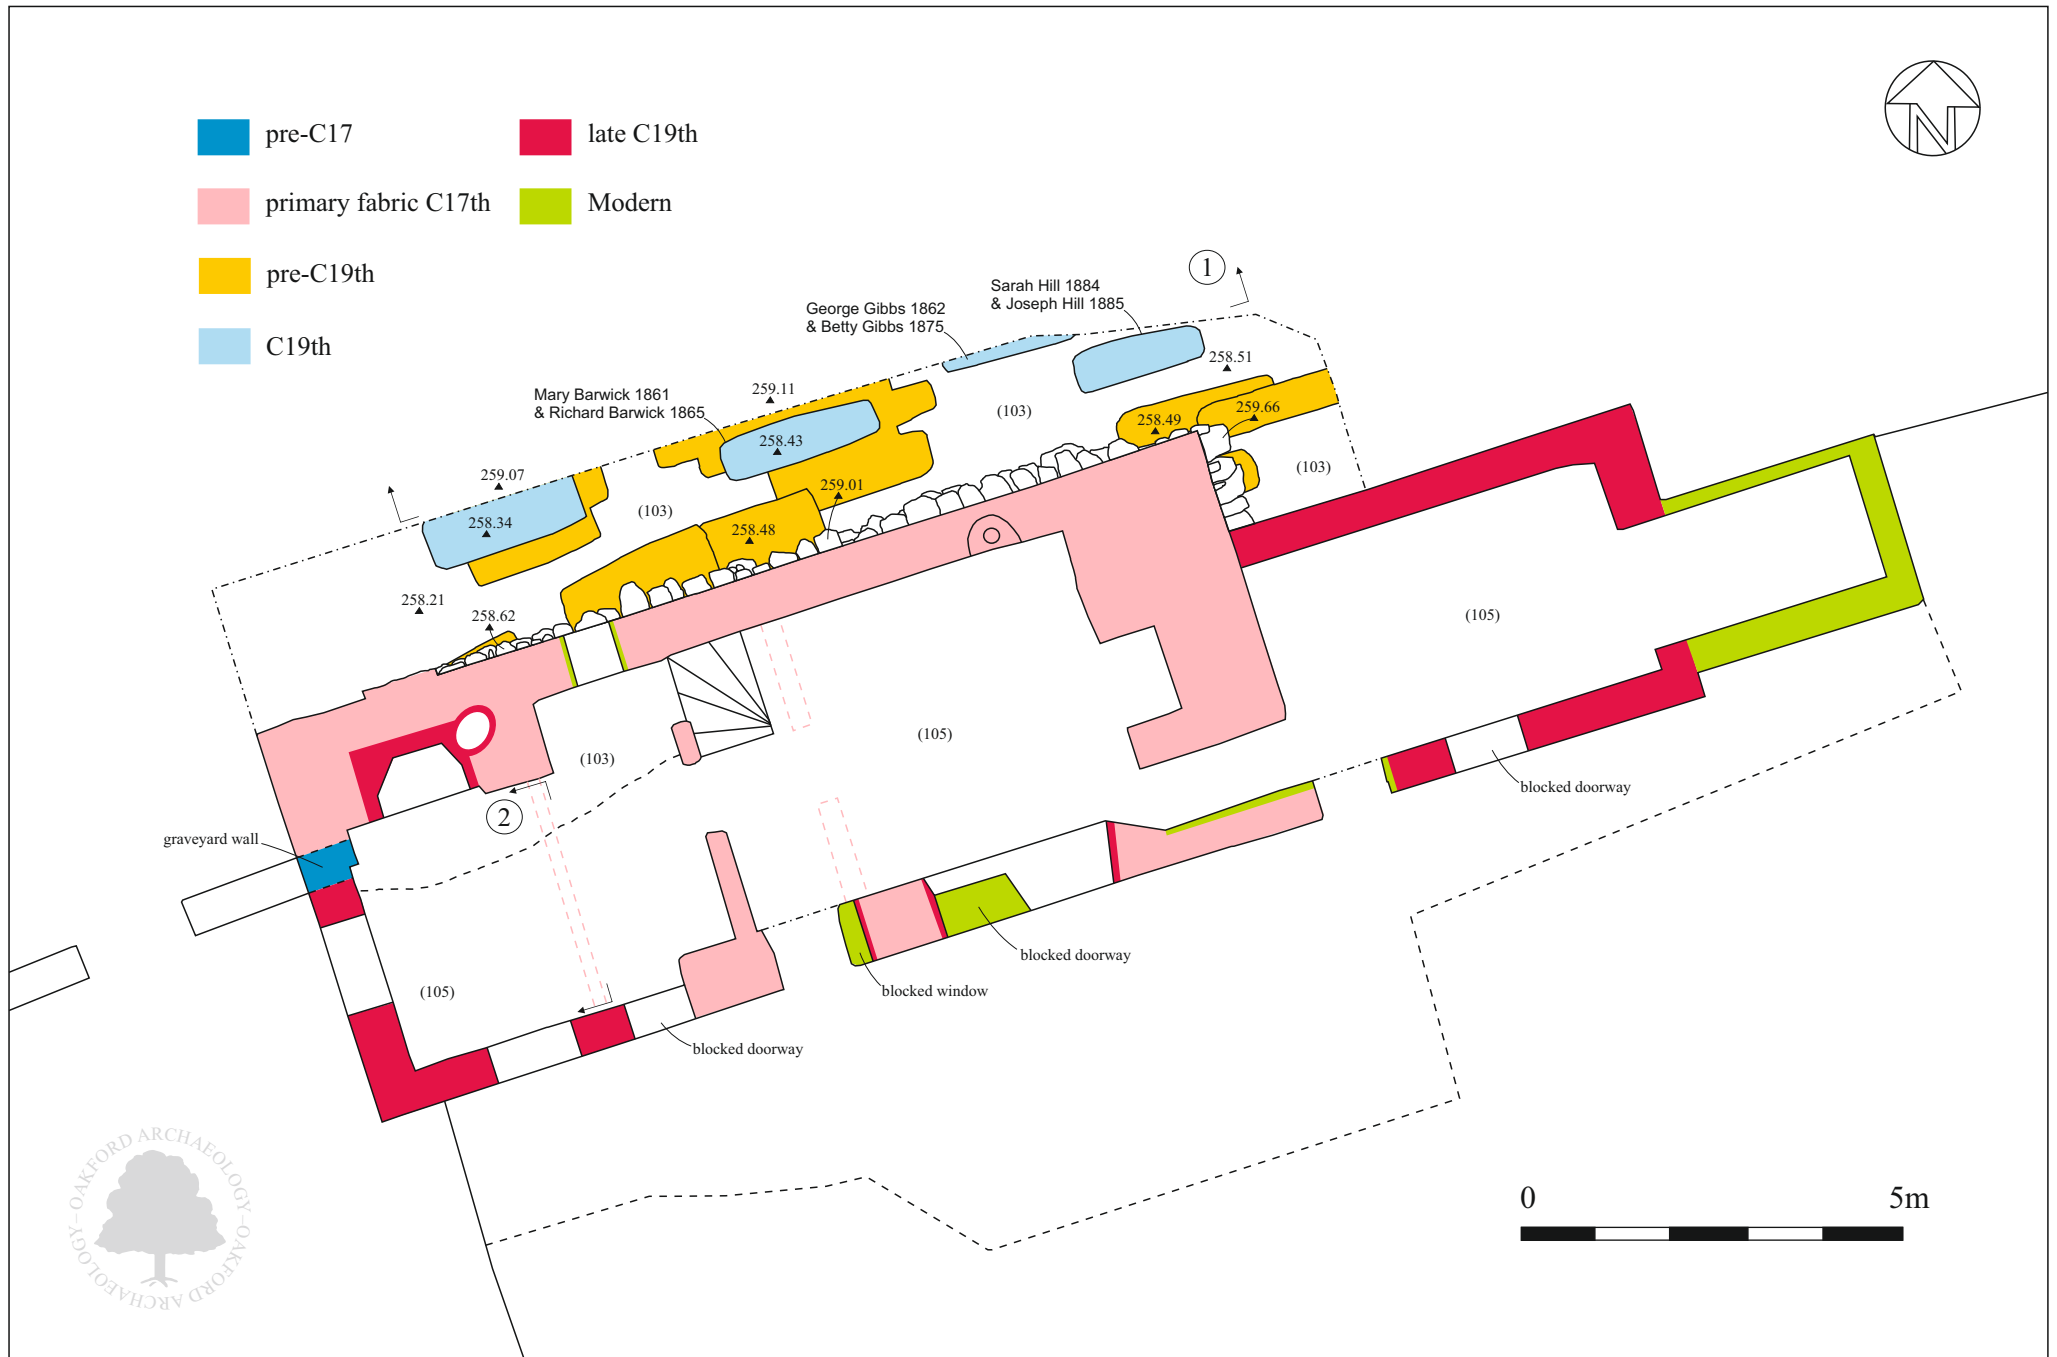 pre-C17
late C19th
primary fabric C17th
Modern
pre-C19th
C19th
N
1
Sarah Hill 1884
& Joseph Hill 1885
George Gibbs 1862
& Betty Gibbs 1875
258.51
Mary Barwick 1861
& Richard Barwick 1865
259.11
(103)
258.49
259.66
258.43
(103)
259.07
259.01
258.34
(103)
258.48
258.21
258.62
(105)
(103)
(105)
2
blocked doorway
graveyard wall
blocked doorway
(105)
blocked window
blocked doorway
OAKFORD ARCHAEOLOGY – OAKFORD ARCHAEOLOGY –
0
5m